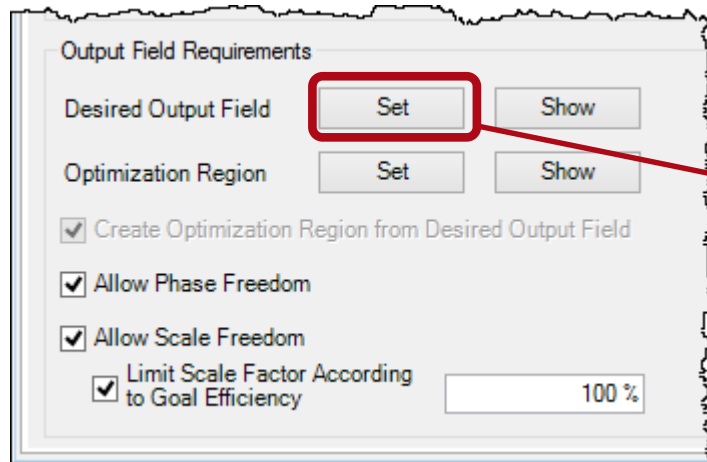 Output Field Requirements
Desired Output Field Set Show
Optimization Region Set Show
Create Optimization Region from Desired Output Field
Allow Phase Freedom
Allow Scale Freedom
Limit Scale Factor According
to Goal Efficiency 100 %